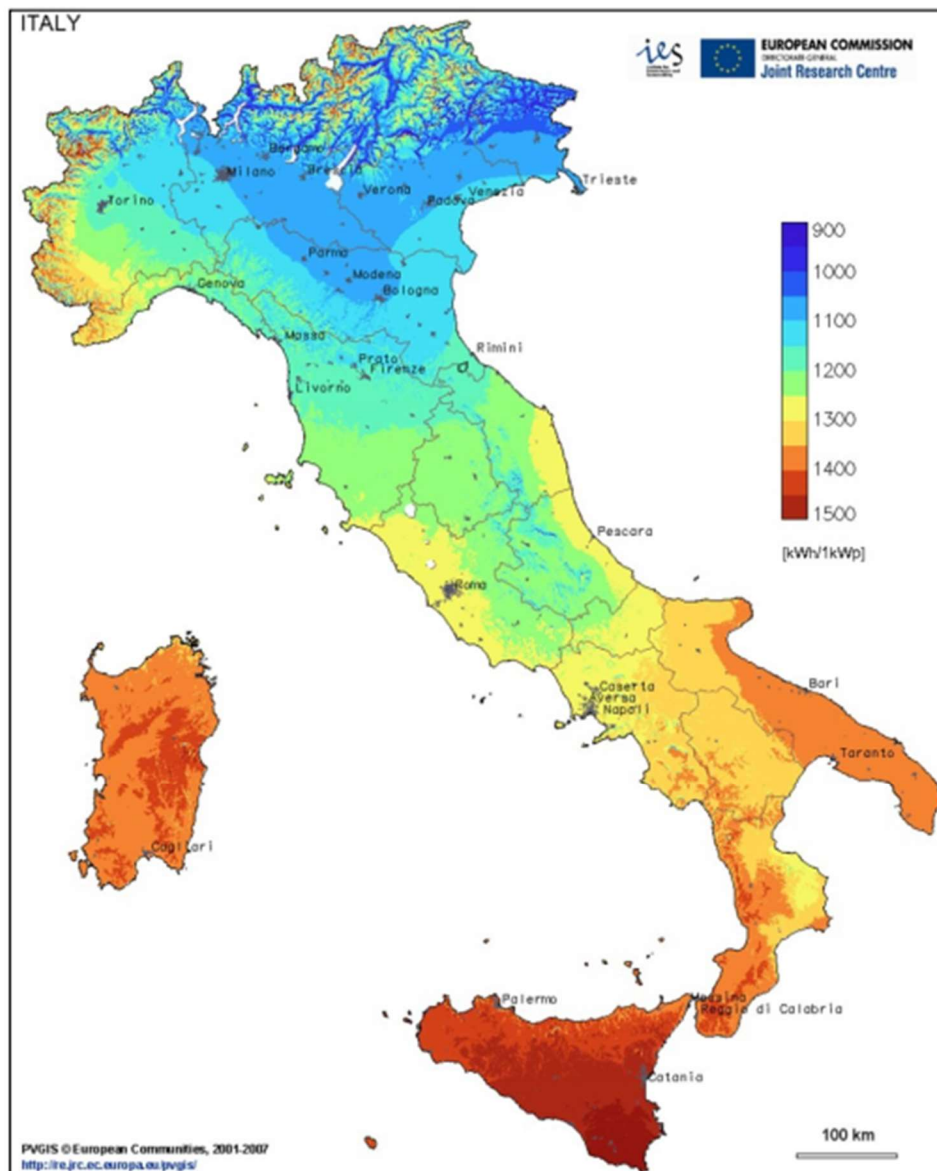 ITALY
ies
EUROPEAN COMMISSION
DIRECTORATE-GENERAL
Joint Research Centre
Bergamo
Milano
Brescia
Verona
Venezia
Trieste
Padova
Torino
Parma
Modena
Genova
Bologna
Massa
Rimini
Prato
Firenze
Livorno
900
1000
1100
1200
1300
1400
1500
[kWh/1kWp]
Pescara
Roma
Caserta
Aversa
Napoli
Bari
Taranto
Cagliari
Palermo
Messina
Reggio di Calabria
Catania
100 km
PVGIS © European Communities, 2001-2007
http://re.jrc.ec.europa.eu/pvgis/